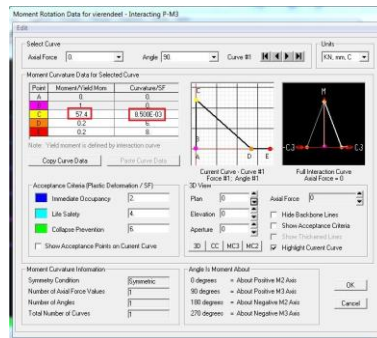 Moment Rotation Data for vierendeel - Interacting P-M3
Edit
Select Curve
Axial Force 0. Angle 90. Curve #1
Units
KN, mm, C
Moment Curvature Data for Selected Curve
Point Moment/Yield Mom Curvature/SF
A 0. 0.
1. 0.
C 57.4 8.500E-03
D 0.2
E 0.2 8.
Note: Yield moment is defined by interaction curve
Copy Curve Data Paste Curve Data
C
B
A D E
Current Curve - Curve #1
Force #1; Angle #1
M
-C3 C3
Full Interaction Curve
Axial Force = 0
Acceptance Criteria (Plastic Deformation / SF)
Immediate Occupancy 2.
Life Safety 4.
Collapse Prevention 6.
Show Acceptance Points on Current Curve
3D View
Plan 0 Axial Force 0
Elevation 0 Hide Backbone Lines
Aperture 0 Show Acceptance Criteria
Show Thickened Lines
3D CC MC3 MC2 Highlight Current Curve
Moment Curvature Information
Symmetry Condition Symmetric
Number of Axial Force Values 1
Number of Angles 1
Total Number of Curves 1
Angle Is Moment About
0 degrees = About Positive M2 Axis
90 degrees = About Positive M3 Axis
180 degrees = About Negative M2 Axis
270 degrees = About Negative M3 Axis
OK
Cancel